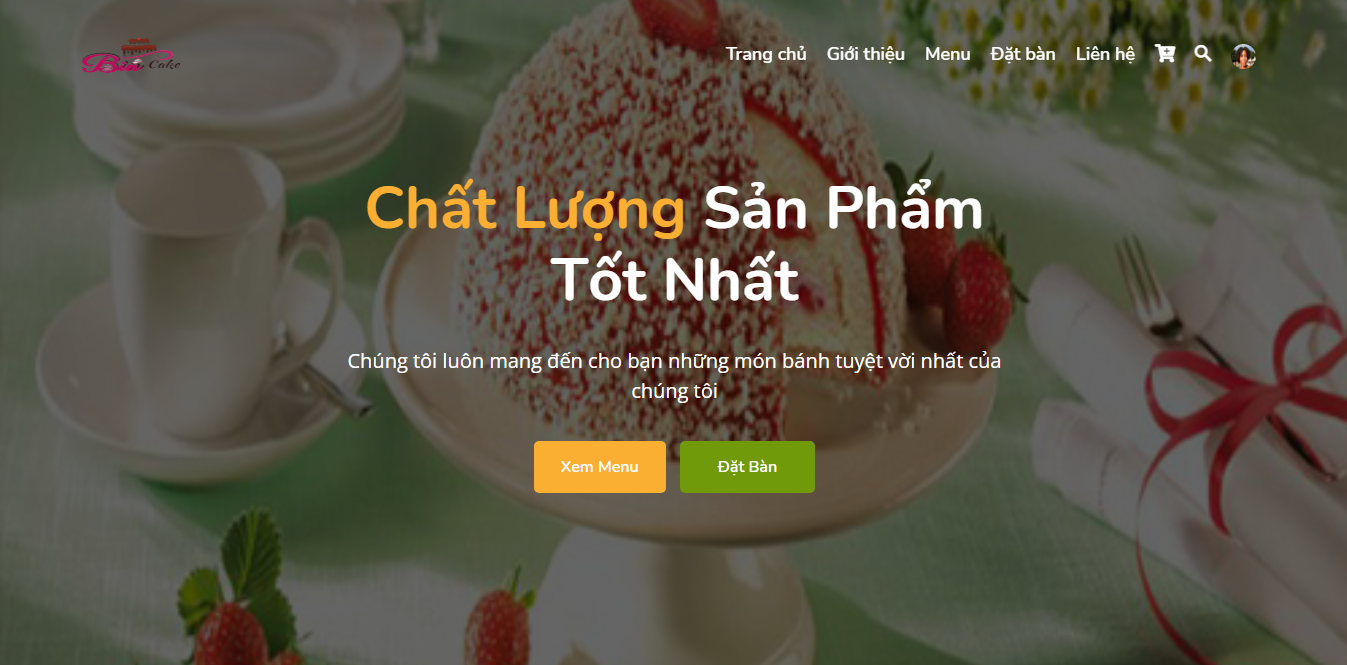 Trang chủ Giới thiệu Menu Đặt bàn Liên hệ
Chất Lượng Sản Phẩm
Tốt Nhất
Chúng tôi luôn mang đến cho bạn những món bánh tuyệt vời nhất của
chúng tôi
Xem Menu Đặt Bàn